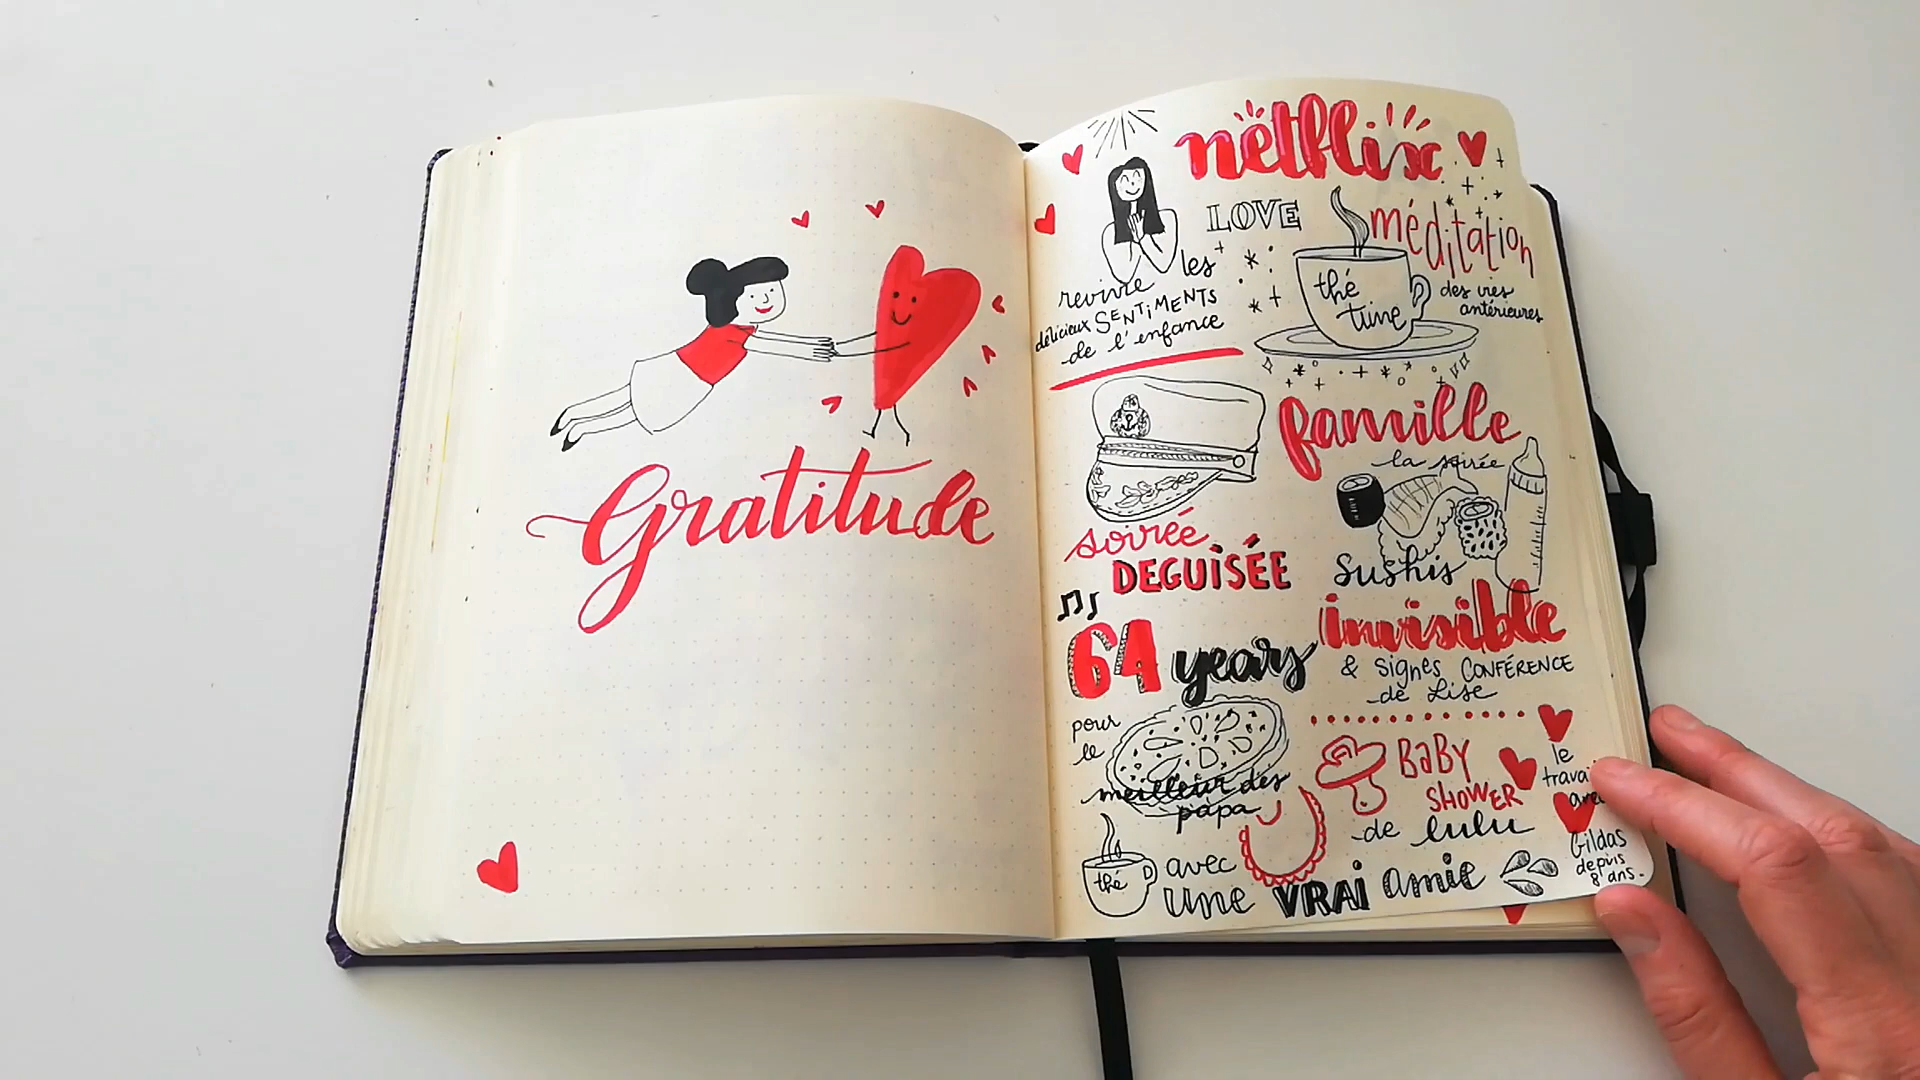 Gratitude
netflix
LOVE
méditation
des vies
antérieures
thé
time
revivre les
délicieux SENTiMENTS
de l'enfance
famille
la soirée
sushis
soirée
DEGUiSÉE
invisible
& signes CONFÉRENCE
de Lise
64 years
pour
le
meilleur des
papa
BABY
SHOWER
de lulu
le
travai
avec
Gildas
depuis
8 ans.
thé
avec
une VRAi amie